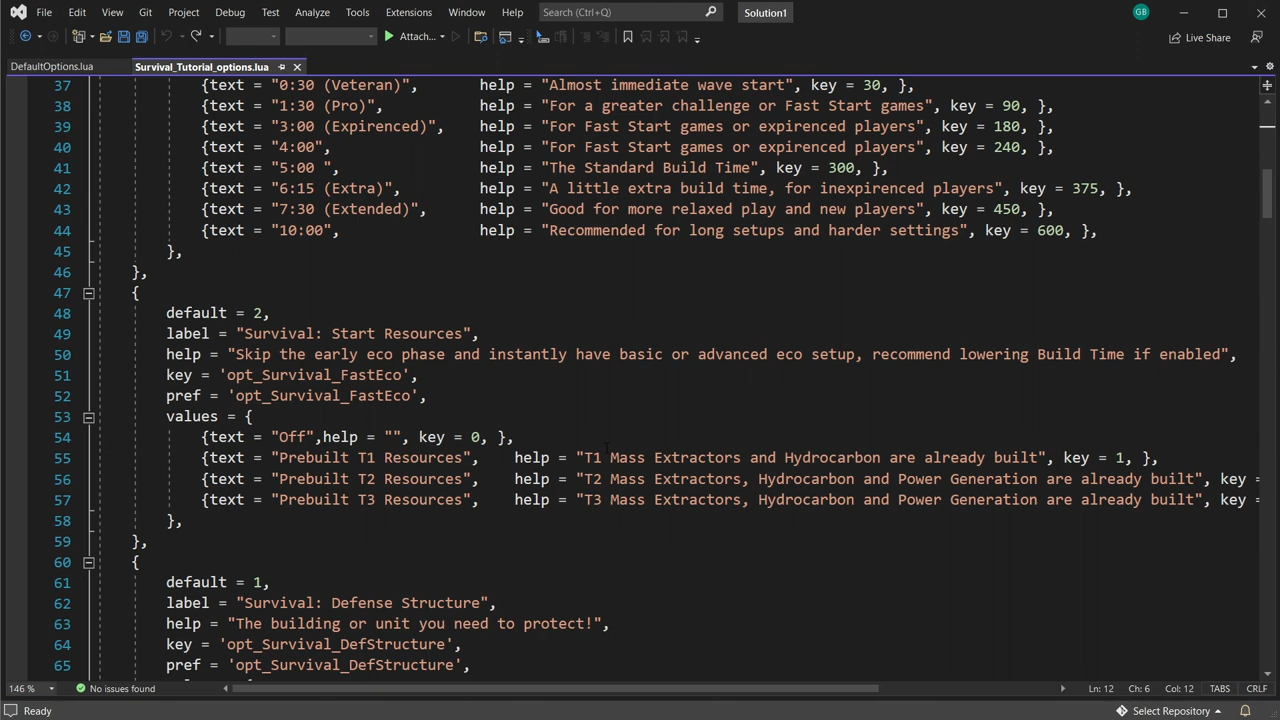 File Edit View Git Project Debug Test Analyze Tools Extensions Window Help Search (Ctrl+Q) Solution1 GB
Attach... Live Share
DefaultOptions.lua Survival_Tutorial_options.lua
37 {text = "0:30 (Veteran)", help = "Almost immediate wave start", key = 30, },
38 {text = "1:30 (Pro)", help = "For a greater challenge or Fast Start games", key = 90, },
39 {text = "3:00 (Expirenced)", help = "For Fast Start games or expirenced players", key = 180, },
40 {text = "4:00", help = "For Fast Start games or expirenced players", key = 240, },
41 {text = "5:00 ", help = "The Standard Build Time", key = 300, },
42 {text = "6:15 (Extra)", help = "A little extra build time, for inexpirenced players", key = 375, },
43 {text = "7:30 (Extended)", help = "Good for more relaxed play and new players", key = 450, },
44 {text = "10:00", help = "Recommended for long setups and harder settings", key = 600, },
45 },
46 },
47 {
48 default = 2,
49 label = "Survival: Start Resources",
50 help = "Skip the early eco phase and instantly have basic or advanced eco setup, recommend lowering Build Time if enabled",
51 key = 'opt_Survival_FastEco',
52 pref = 'opt_Survival_FastEco',
53 values = {
54 {text = "Off",help = "", key = 0, },
55 {text = "Prebuilt T1 Resources", help = "T1 Mass Extractors and Hydrocarbon are already built", key = 1, },
56 {text = "Prebuilt T2 Resources", help = "T2 Mass Extractors, Hydrocarbon and Power Generation are already built", key =
57 {text = "Prebuilt T3 Resources", help = "T3 Mass Extractors, Hydrocarbon and Power Generation are already built", key =
58 },
59 },
60 {
61 default = 1,
62 label = "Survival: Defense Structure",
63 help = "The building or unit you need to protect!",
64 key = 'opt_Survival_DefStructure',
65 pref = 'opt_Survival_DefStructure',
146 % No issues found Ln: 12 Ch: 6 Col: 12 TABS CRLF
Ready Select Repository